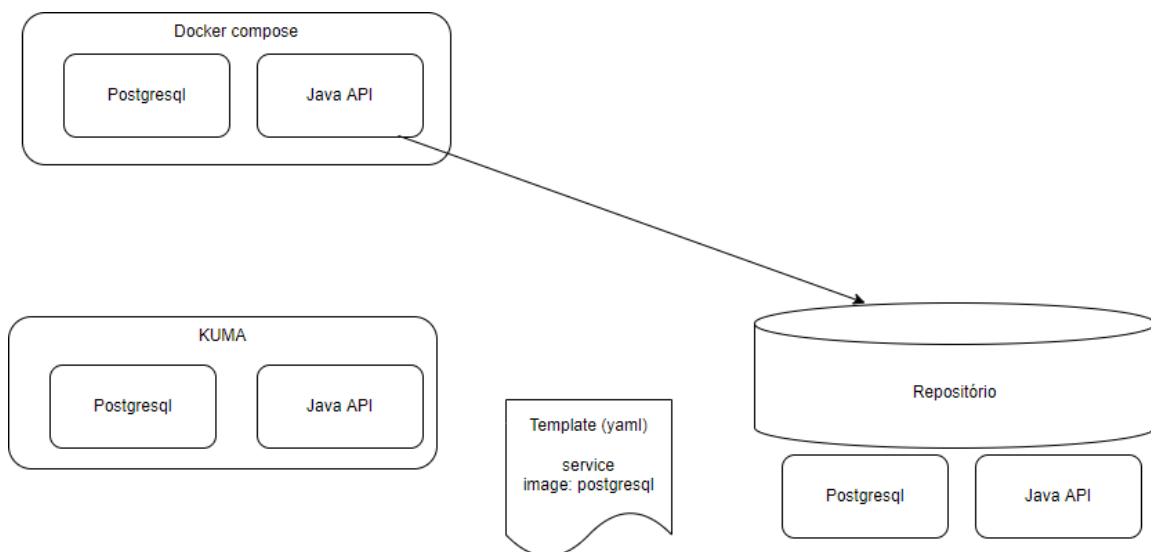 Docker compose
Postgresql
Java API
KUMA
Postgresql
Java API
Template (yaml)
service
image: postgresql
Repositório
Postgresql
Java API